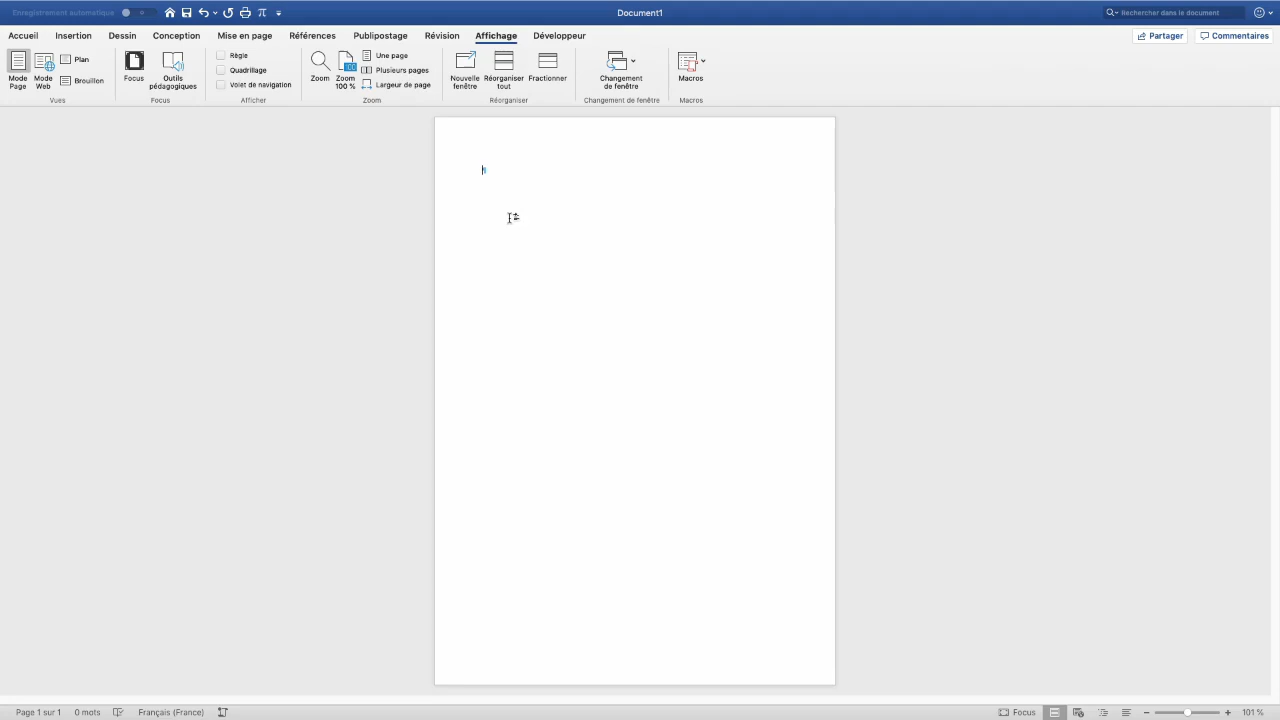 Enregistrement automatique
Document1
Rechercher dans le document
Accueil
Insertion
Dessin
Conception
Mise en page
Références
Publipostage
Révision
Affichage
Développeur
Partager
Commentaires
Mode
Page
Mode
Web
Plan
Brouillon
Vues
Focus
Outils
pédagogiques
Focus
Règle
Quadrillage
Volet de navigation
Afficher
Zoom
Zoom
100 %
Une page
Plusieurs pages
Largeur de page
Zoom
Nouvelle
fenêtre
Réorganiser
tout
Fractionner
Réorganiser
Changement
de fenêtre
Changement de fenêtre
Macros
Macros
Page 1 sur 1
0 mots
Français (France)
Focus
101 %